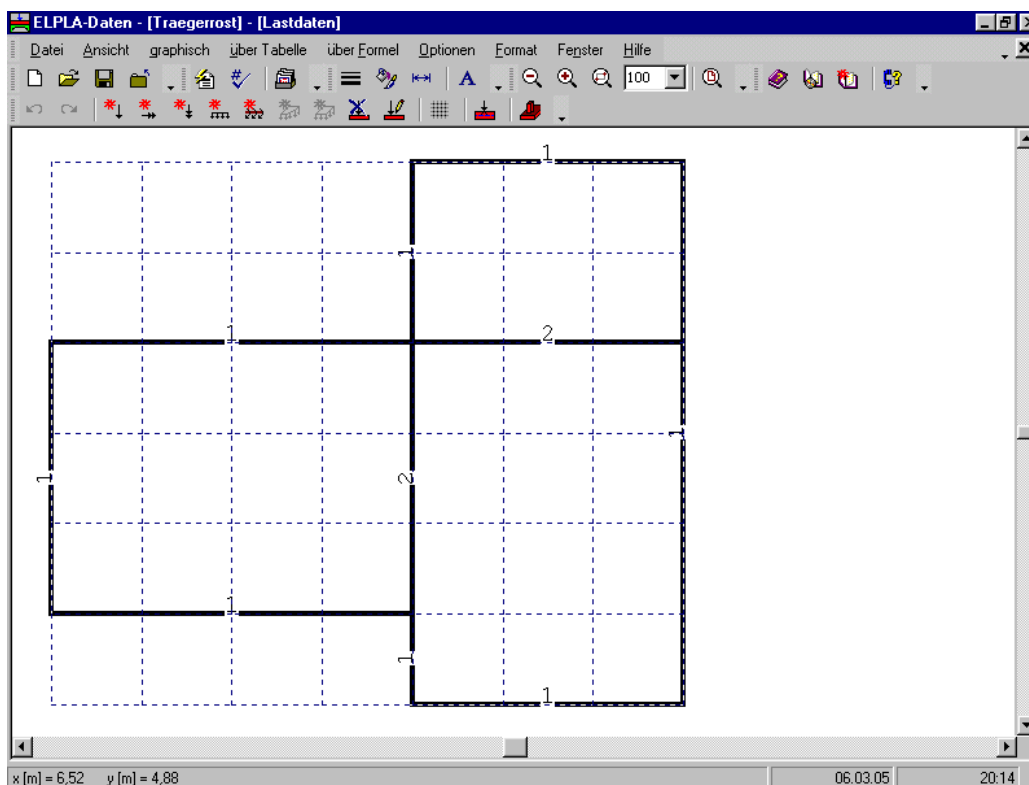 ELPLA-Daten - [Traegerrost] - [Lastdaten]
Datei Ansicht graphisch über Tabelle über Formel Optionen Format Fenster Hilfe
A 100
1
1
1 2
1
1 2
1
1
1
x [m] = 6,52 y [m] = 4,88 06.03.05 20:14